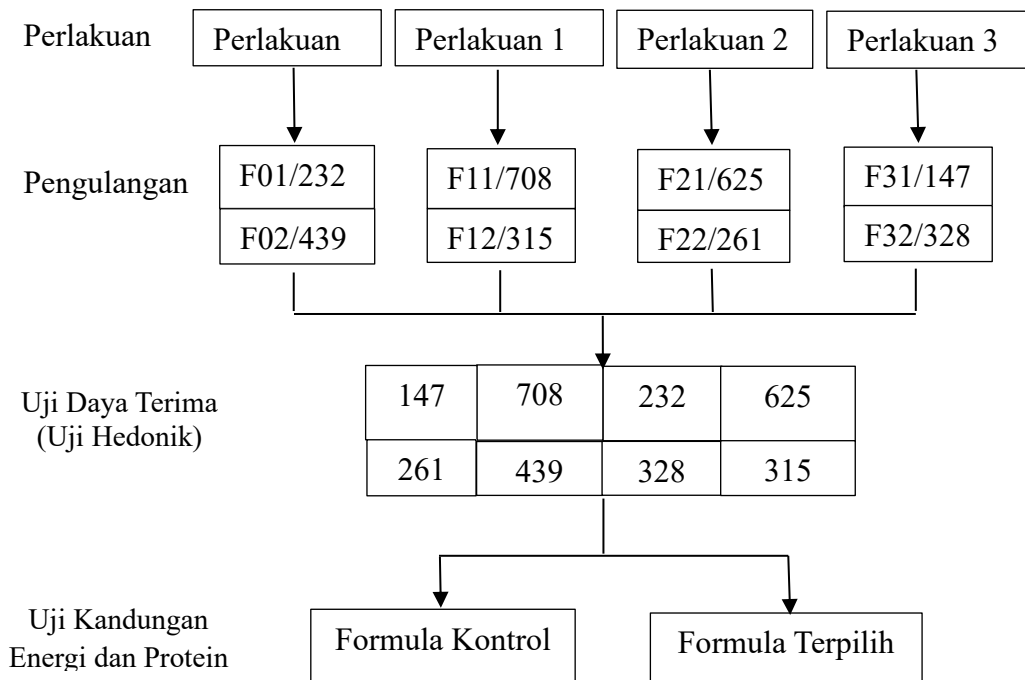 Perlakuan
Perlakuan
Perlakuan 1
Perlakuan 2
Perlakuan 3
Pengulangan
F01/232
F11/708
F21/625
F31/147
F02/439
F12/315
F22/261
F32/328
Uji Daya Terima
(Uji Hedonik)
147
708
232
625
261
439
328
315
Uji Kandungan
Energi dan Protein
Formula Kontrol
Formula Terpilih